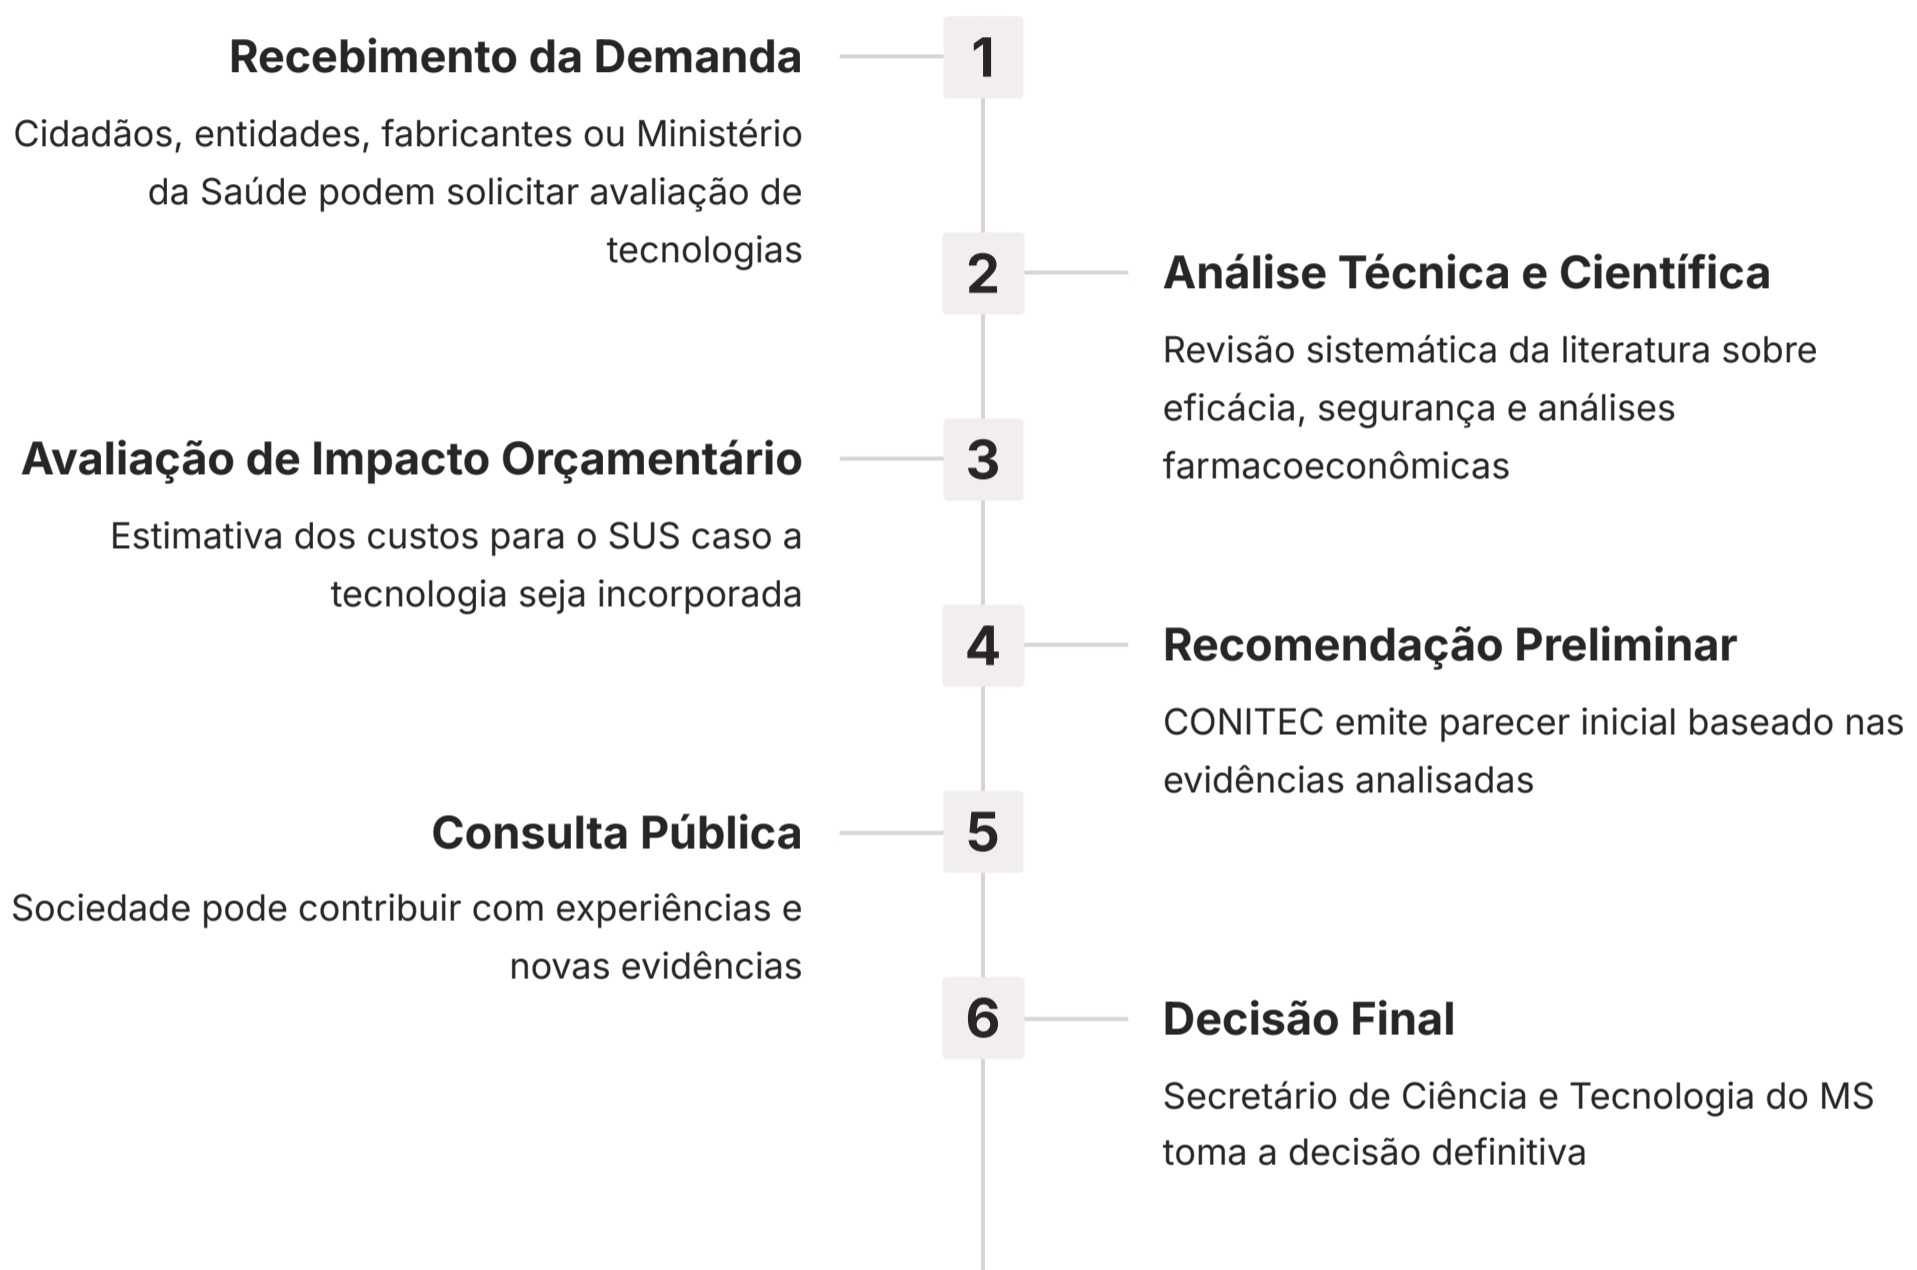 1
Recebimento da Demanda
Cidadãos, entidades, fabricantes ou Ministério
da Saúde podem solicitar avaliação de
tecnologias
2
Análise Técnica e Científica
Revisão sistemática da literatura sobre
eficácia, segurança e análises
farmacoeconômicas
3
Avaliação de Impacto Orçamentário
Estimativa dos custos para o SUS caso a
tecnologia seja incorporada
4
Recomendação Preliminar
CONITEC emite parecer inicial baseado nas
evidências analisadas
5
Consulta Pública
Sociedade pode contribuir com experiências e
novas evidências
6
Decisão Final
Secretário de Ciência e Tecnologia do MS
toma a decisão definitiva